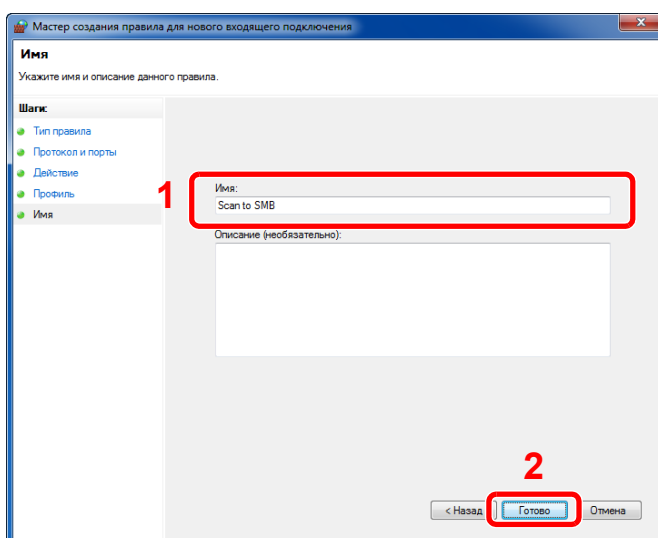 Мастер создания правила для нового входящего подключения
Имя
Укажите имя и описание данного правила.
Шаги:
Тип правила
Протокол и порты
Действие
Профиль
Имя
1
Имя:
Scan to SMB
Описание (необязательно):
2
< Назад
Готово
Отмена